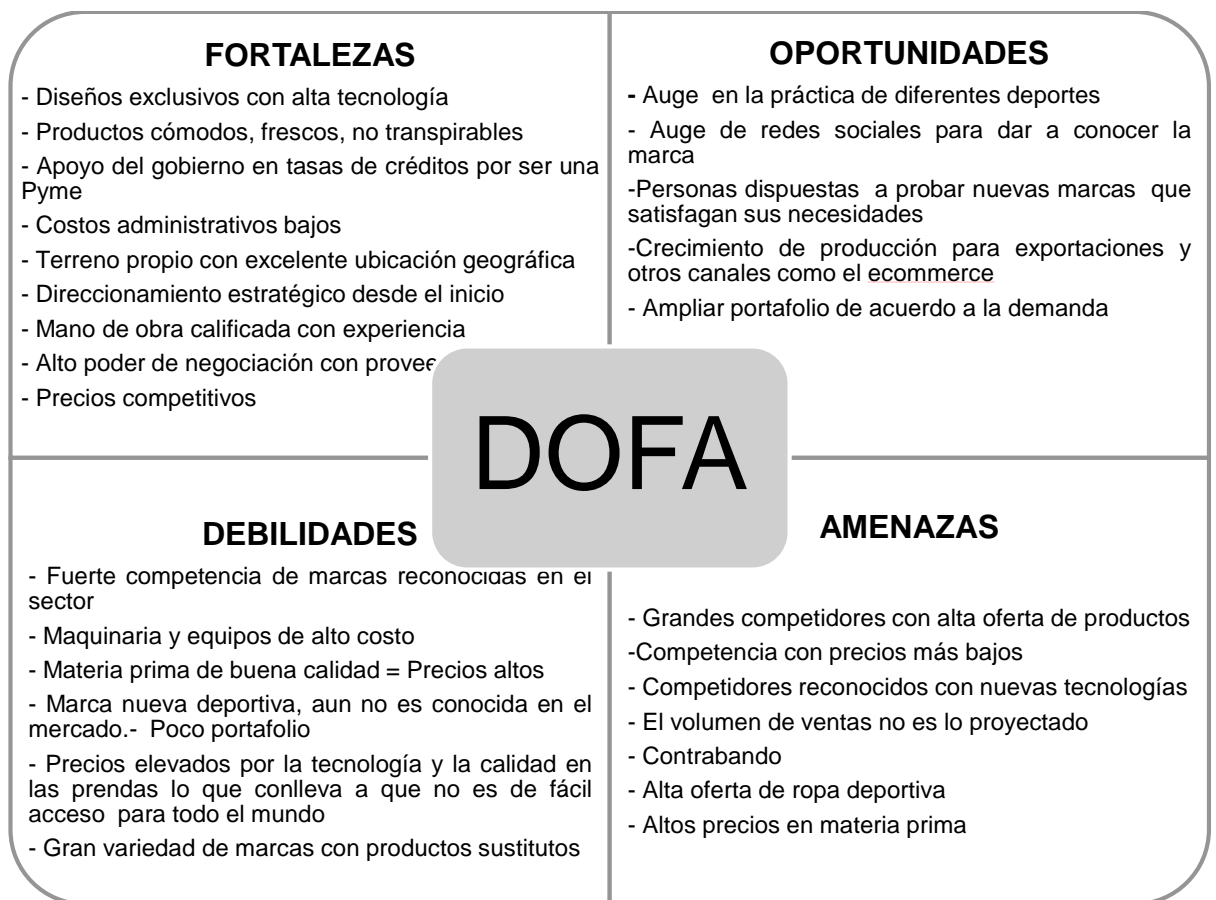 FORTALEZAS
- Diseños exclusivos con alta tecnología
- Productos cómodos, frescos, no transpirables
- Apoyo del gobierno en tasas de créditos por ser una
Pyme
- Costos administrativos bajos
- Terreno propio con excelente ubicación geográfica
- Direccionamiento estratégico desde el inicio
- Mano de obra calificada con experiencia
- Alto poder de negociación con
- Precios competitivos
OPORTUNIDADES
- Auge en la práctica de diferentes deportes
- Auge de redes sociales para dar a conocer la
marca
-Personas dispuestas a probar nuevas marcas que
satisfagan sus necesidades
-Crecimiento de producción para exportaciones y
otros canales como el ecommerce
- Ampliar portafolio de acuerdo a la demanda
DOFA
DEBILIDADES
- Fuerte competencia de marcas reconocidas en el
sector
- Maquinaria y equipos de alto costo
- Materia prima de buena calidad = Precios altos
- Marca nueva deportiva, aun no es conocida en el
mercado.- Poco portafolio
- Precios elevados por la tecnología y la calidad en
las prendas lo que conlleva a que no es de fácil
acceso para todo el mundo
- Gran variedad de marcas con productos sustitutos
AMENAZAS
- Grandes competidores con alta oferta de productos
-Competencia con precios más bajos
- Competidores reconocidos con nuevas tecnologías
- El volumen de ventas no es lo proyectado
- Contrabando
- Alta oferta de ropa deportiva
- Altos precios en materia prima